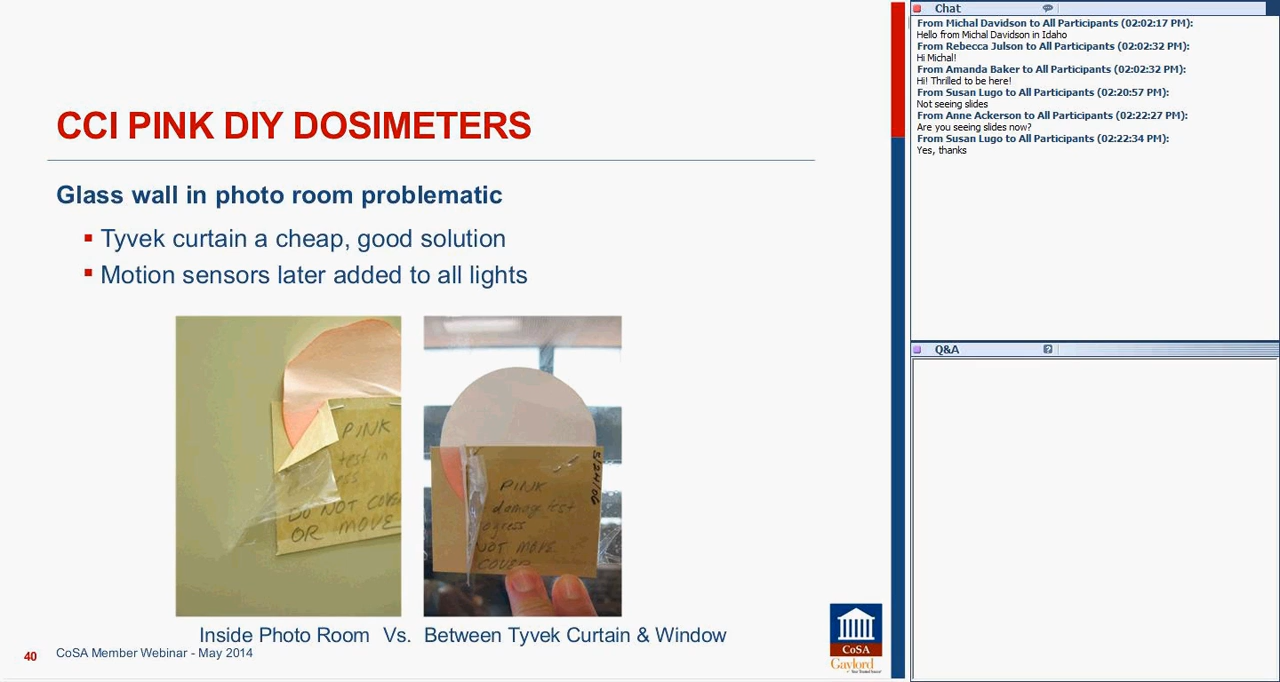 CCI PINK DIY DOSIMETERS
Glass wall in photo room problematic
Tyvek curtain a cheap, good solution
Motion sensors later added to all lights
PINK
test in
DO NOT COVE
OR MOVE
5/24/06
PINK
damage test
ogress
NOT MOVE
COVER
Inside Photo Room Vs. Between Tyvek Curtain & Window
40
CoSA Member Webinar - May 2014
CoSA
Gaylord
Chat
From Michal Davidson to All Participants (02:02:17 PM):
Hello from Michal Davidson in Idaho
From Rebecca Julson to All Participants (02:02:32 PM):
Hi Michal!
From Amanda Baker to All Participants (02:02:32 PM):
Hi! Thrilled to be here!
From Susan Lugo to All Participants (02:20:57 PM):
Not seeing slides
From Anne Ackerson to All Participants (02:22:27 PM):
Are you seeing slides now?
From Susan Lugo to All Participants (02:22:34 PM):
Yes, thanks
Q&A